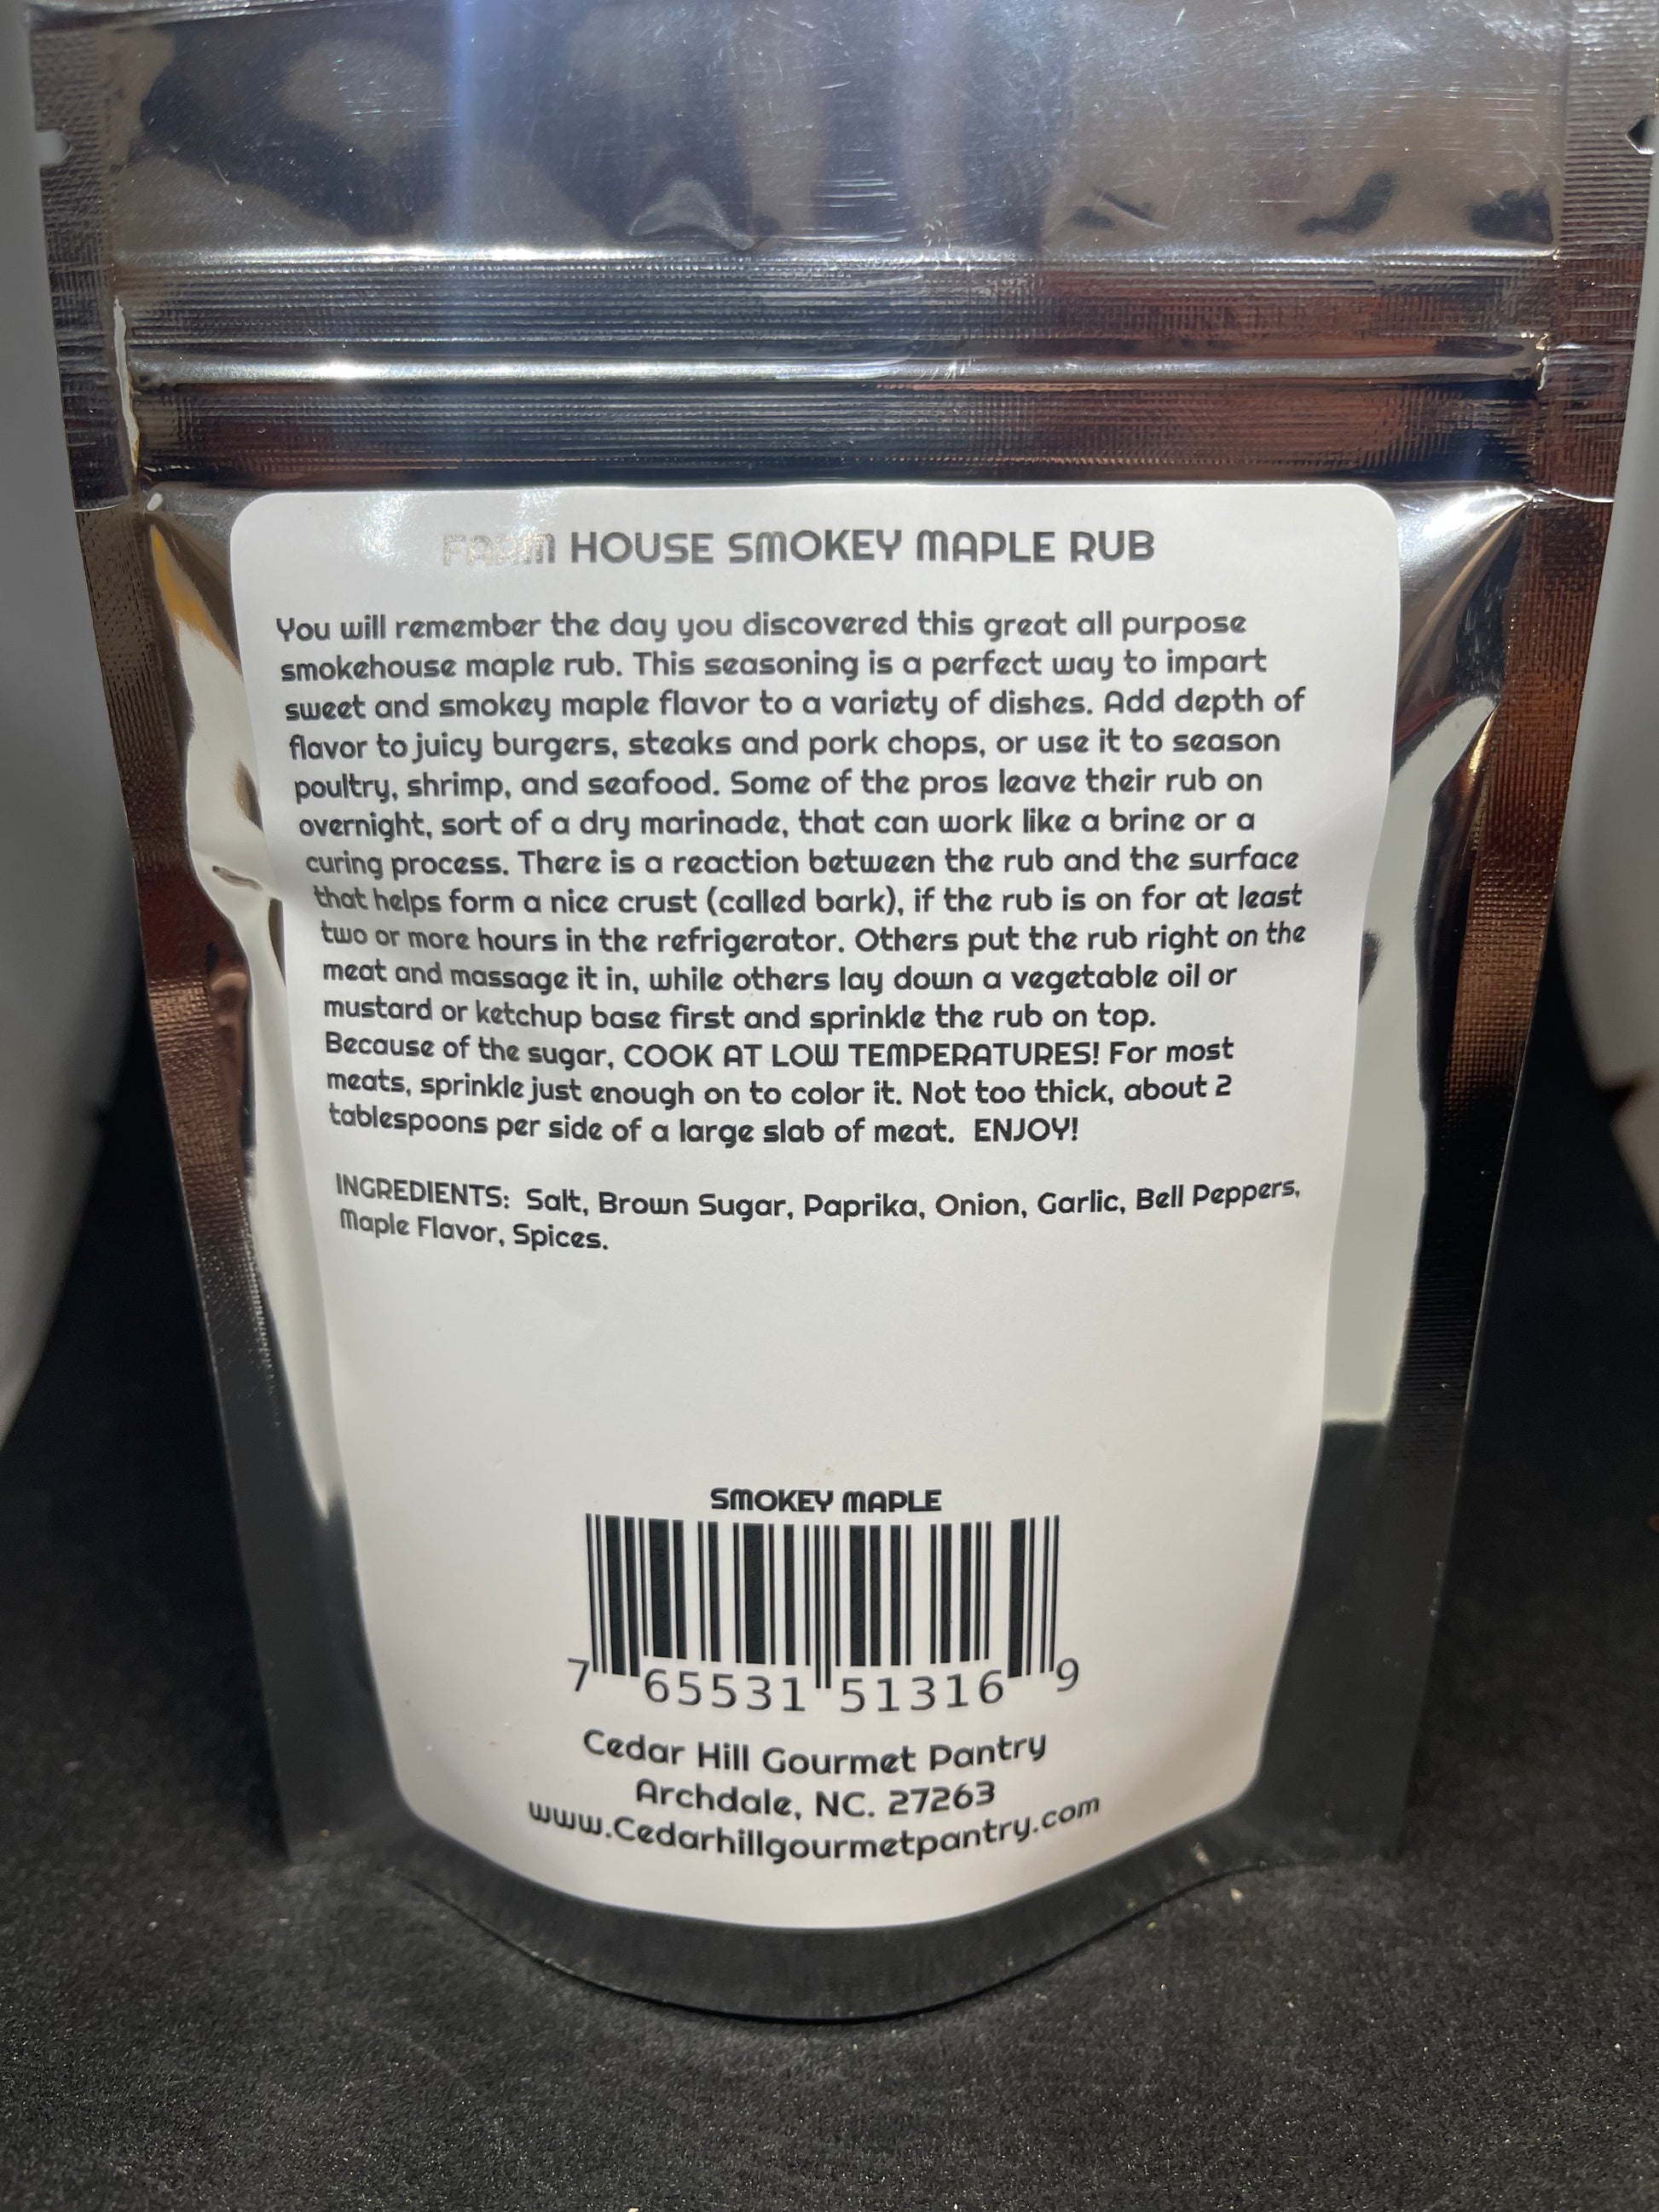 FARM HOUSE SMOKEY MAPLE RUB
You will remember the day you discovered this great all purpose
smokehouse maple rub. This seasoning is a perfect way to impart
sweet and smokey maple flavor to a variety of dishes. Add depth of
flavor to juicy burgers, steaks and pork chops, or use it to season
poultry, shrimp, and seafood. Some of the pros leave their rub on
overnight, sort of a dry marinade, that can work like a brine or a
curing process. There is a reaction between the rub and the surface
that helps form a nice crust (called bark), if the rub is on for at least
two or more hours in the refrigerator. Others put the rub right on the
meat and massage it in, while others lay down a vegetable oil or
mustard or ketchup base first and sprinkle the rub on top.
Because of the sugar, COOK AT LOW TEMPERATURES! For most
meats, sprinkle just enough on to color it. Not too thick, about 2
tablespoons per side of a large slab of meat. ENJOY!
INGREDIENTS: Salt, Brown Sugar, Paprika, Onion, Garlic, Bell Peppers,
Maple Flavor, Spices.
SMOKEY MAPLE
7 65531 51316 9
Cedar Hill Gourmet Pantry
Archdale, NC. 27263
www.Cedarhillgourmetpantry.com